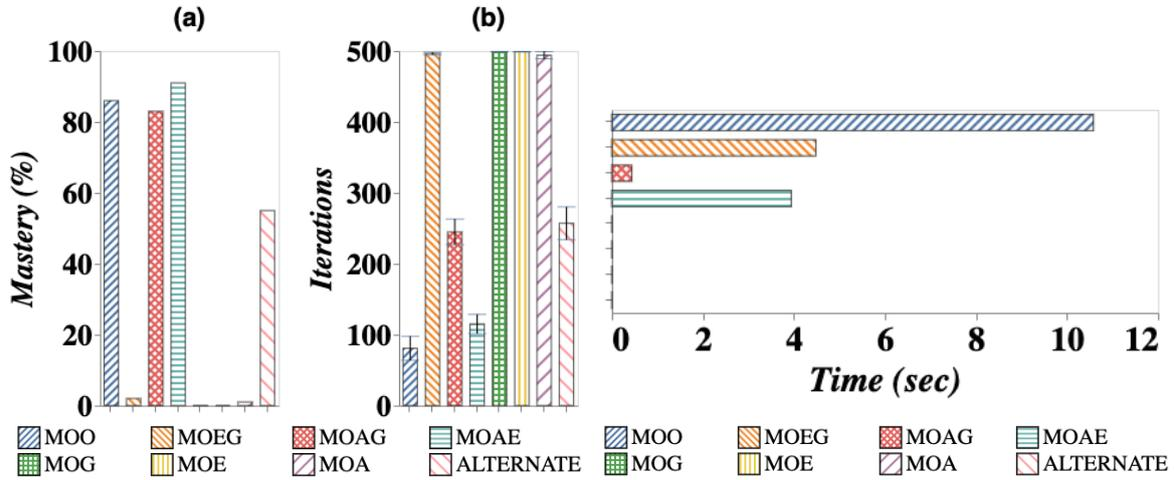 (a)
Mastery (%)
100
80
60
40
20
0
(b)
Iterations
500
400
300
200
100
0
0 2 4 6 8 10 12
Time (sec)
MOO MOEG MOAG MOAE
MOG MOE MOA ALTERNATE
MOO MOEG MOAG MOAE
MOG MOE MOA ALTERNATE